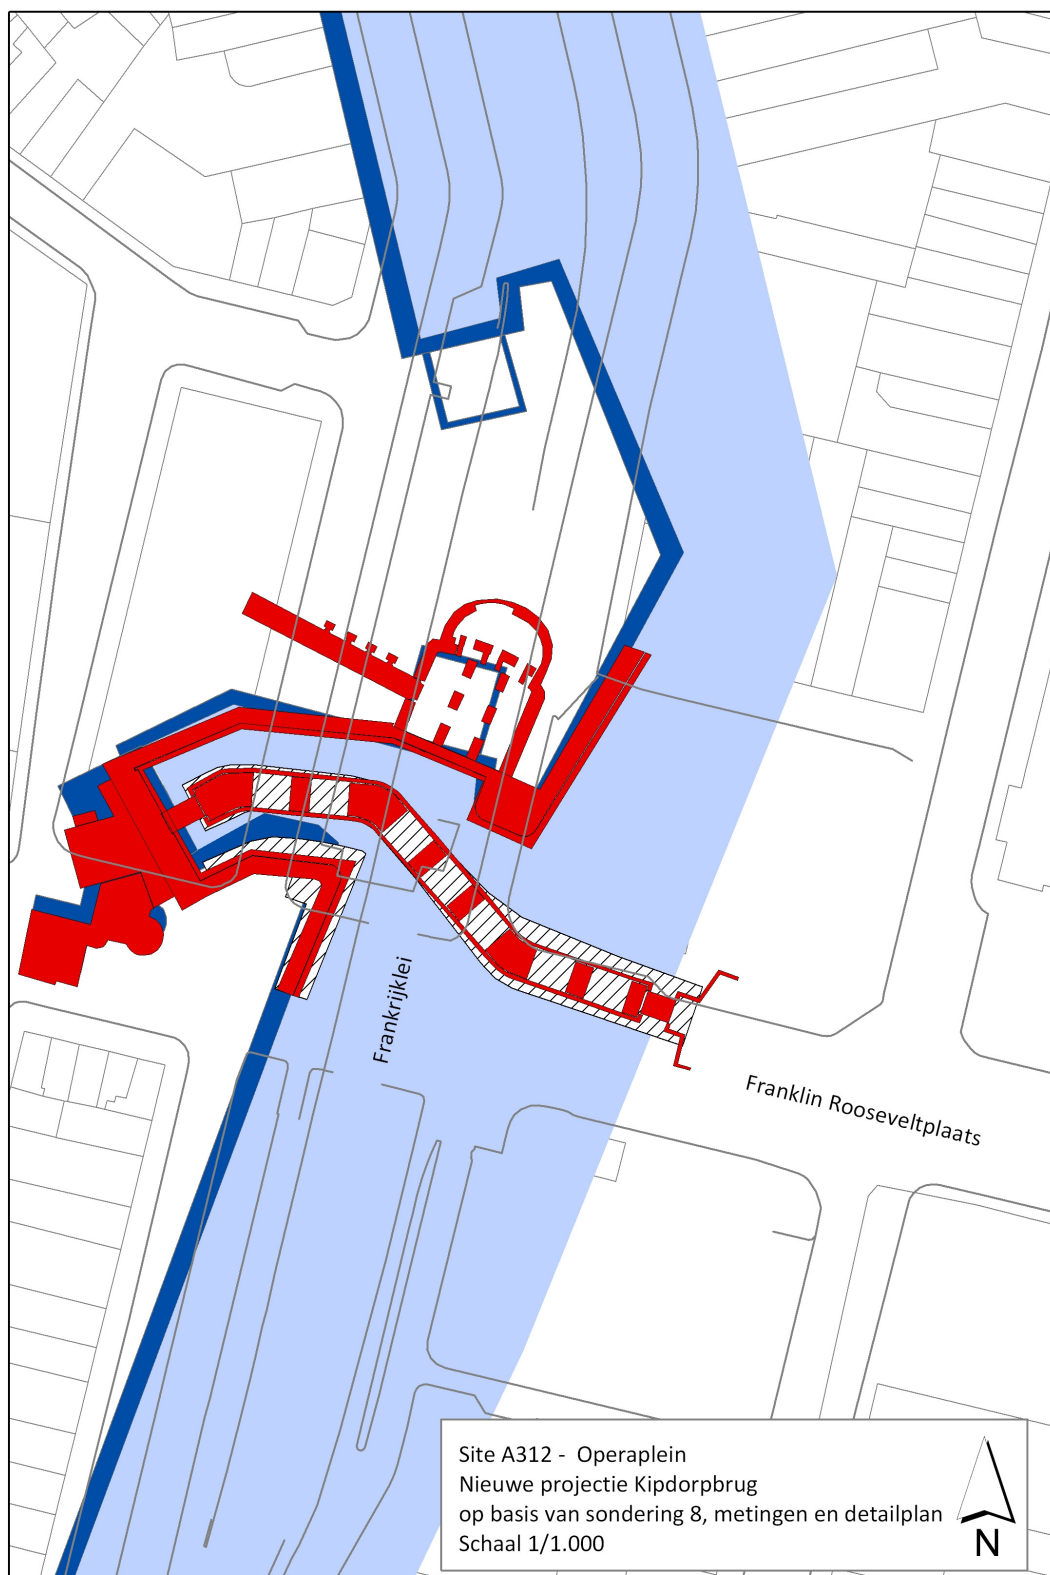 Frankrijklei
Franklin Rooseveltplaats
Site A312 - Operaplein
Nieuwe projectie Kipdorpbrug
op basis van sondering 8, metingen en detailplan
Schaal 1/1.000
N